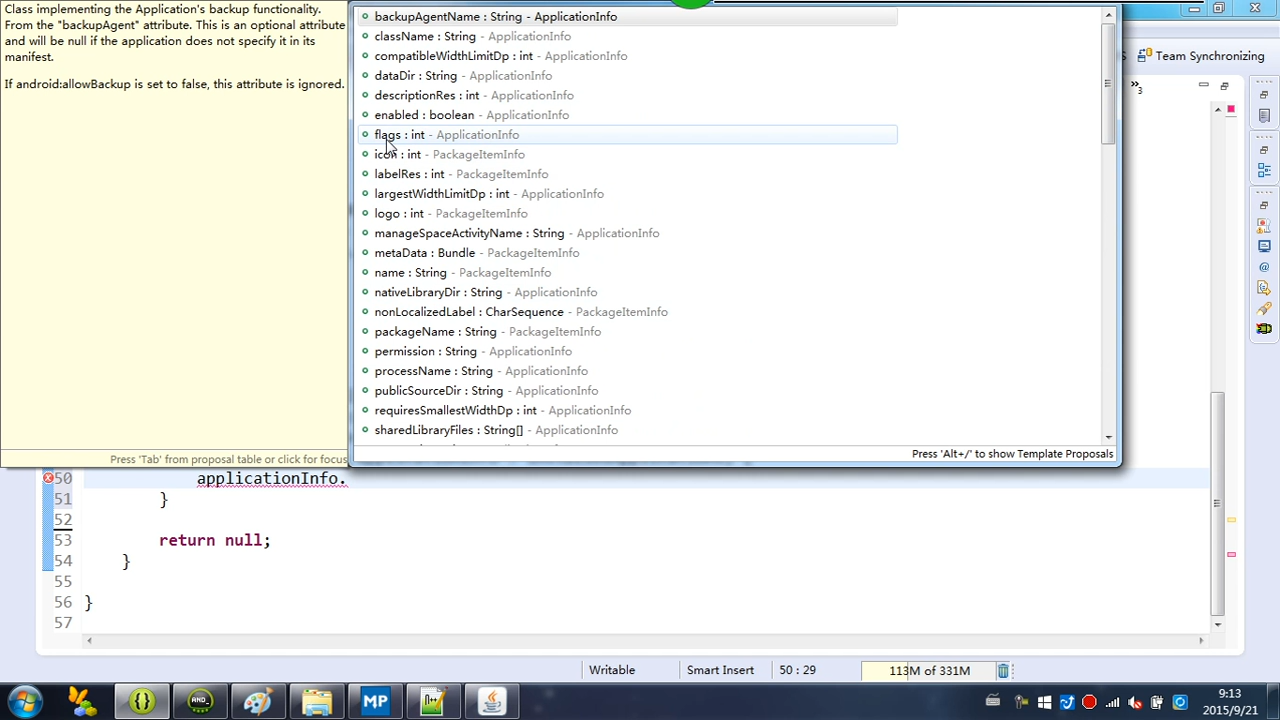 Class implementing the Application's backup functionality.
From the "backupAgent" attribute. This is an optional attribute
and will be null if the application does not specify it in its
manifest.
If android:allowBackup is set to false, this attribute is ignored.
Press 'Tab' from proposal table or click for focus
backupAgentName : String - ApplicationInfo
className : String - ApplicationInfo
compatibleWidthLimitDp : int - ApplicationInfo
dataDir : String - ApplicationInfo
descriptionRes : int - ApplicationInfo
enabled : boolean - ApplicationInfo
flags : int - ApplicationInfo
icon : int - PackageItemInfo
labelRes : int - PackageItemInfo
largestWidthLimitDp : int - ApplicationInfo
logo : int - PackageItemInfo
manageSpaceActivityName : String - ApplicationInfo
metaData : Bundle - PackageItemInfo
name : String - PackageItemInfo
nativeLibraryDir : String - ApplicationInfo
nonLocalizedLabel : CharSequence - PackageItemInfo
packageName : String - PackageItemInfo
permission : String - ApplicationInfo
processName : String - ApplicationInfo
publicSourceDir : String - ApplicationInfo
requiresSmallestWidthDp : int - ApplicationInfo
sharedLibraryFiles : String[] - ApplicationInfo
Press 'Alt+/' to show Template Proposals
Team Synchronizing
»3
50 applicationInfo.
51 }
52
53 return null;
54 }
55
56 }
57
Writable
Smart Insert
50 : 29
113M of 331M
{}
AND_
MP
9:13
2015/9/21